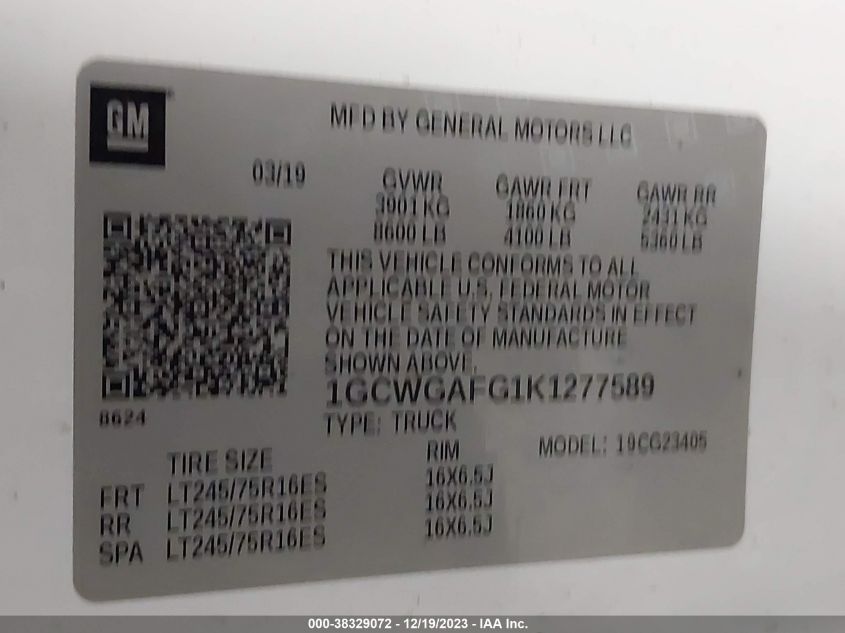 GM
MFD BY GENERAL MOTORS LLC
03/19
GVWR GAWR FRT GAWR RR
3901 KG 1860 KG 2431 KG
8600 LB 4100 LB 5360 LB
THIS VEHICLE CONFORMS TO ALL
APPLICABLE U.S. FEDERAL MOTOR
VEHICLE SAFETY STANDARDS IN EFFECT
ON THE DATE OF MANUFACTURE
SHOWN ABOVE.
1GCWGAFG1K1277589
8624
TYPE: TRUCK
MODEL: 19CG23405
TIRE SIZE RIM
FRT LT245/75R16ES 16X6.5J
RR LT245/75R16ES 16X6.5J
SPA LT245/75R16ES 16X6.5J
000-38329072 - 12/19/2023 - IAA Inc.